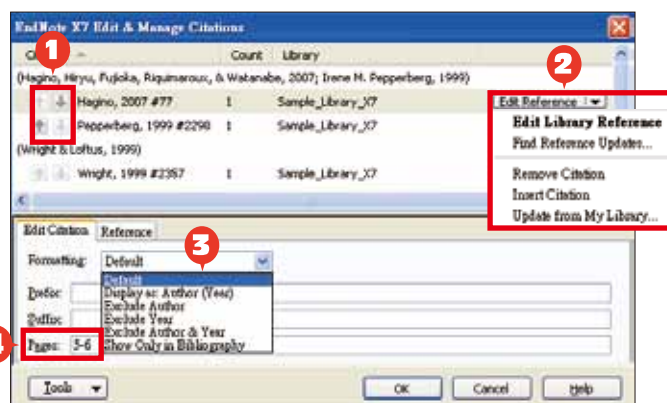 EndNote X7 Edit & Manage Citations
1
Count Library
2
(Hagino, Hiryu, Fujioka, Riquimaroux, & Watanabe, 2007; Irene M. Pepperberg, 1999)
Hagino, 2007 #77 1 Sample_Library_X7 Edit Reference
Pepperberg, 1999 #2290 1 Sample_Library_X7
(Wright & Loftus, 1999)
Wright, 1999 #2357 1 Sample_Library_X7
Edit Library Reference
Find Reference Updates...
Remove Citation
Insert Citation
Update from My Library...
Edit Citation Reference
3
Formatting: Default
Default
Display as: Author (Year)
Exclude Author
Exclude Year
Exclude Author & Year
Show Only in Bibliography
Prefix:
Suffix:
4
Pages: 5-6
Tools OK Cancel Help